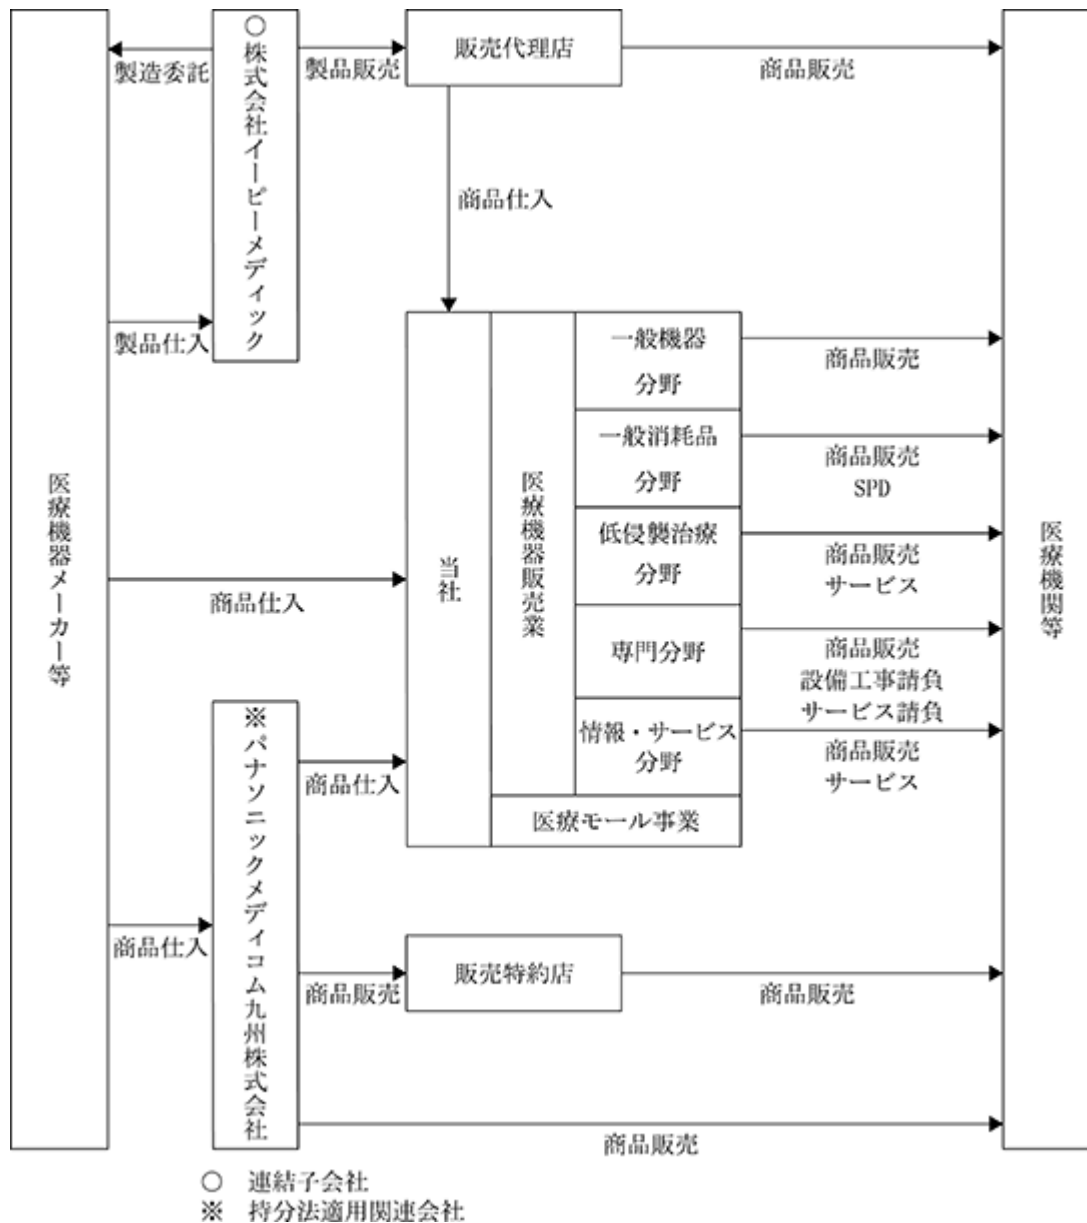 医療機器メーカー等
製造委託
製品仕入
○株式会社イーピーメディック
製品販売
販売代理店
商品販売
商品仕入
当社
医療機器販売業
一般機器
分野
商品販売
一般消耗品
分野
商品販売
SPD
低侵襲治療
分野
商品販売
サービス
専門分野
商品販売
設備工事請負
サービス請負
情報・サービス
分野
商品販売
サービス
医療モール事業
商品仕入
商品仕入
商品仕入
※パナソニックメディコム九州株式会社
商品販売
販売特約店
商品販売
商品販売
医療機関等
○ 連結子会社
※ 持分法適用関連会社